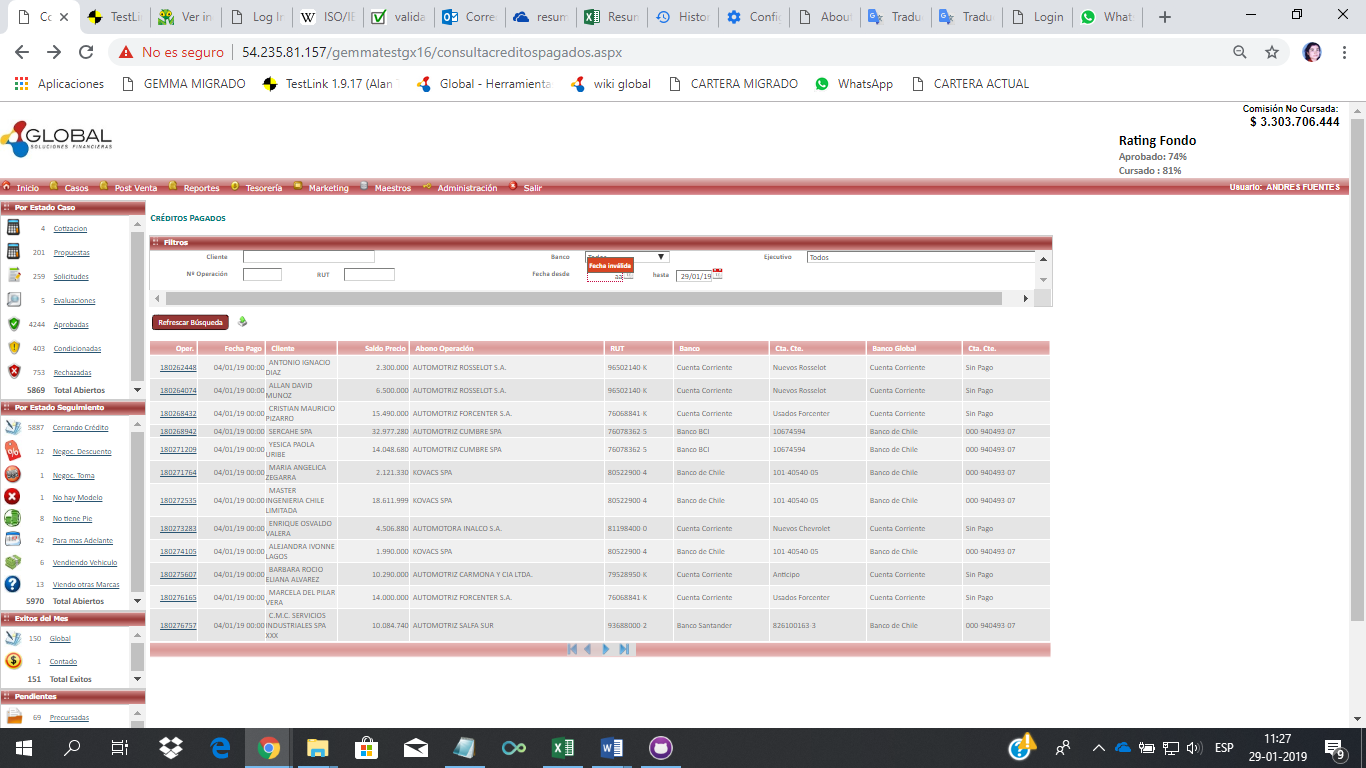 Co
TestLin
Ver in
Log In
ISO/IE
valida
Corre
resum
Resun
Histor
Config
About
Tradu
Tradu
Login
What
No es seguro | 54.235.81.157/gemmatestgx16/consultacreditospagados.aspx
Aplicaciones GEMMA MIGRADO TestLink 1.9.17 (Alan Global - Herramienta wiki global CARTERA MIGRADO WhatsApp CARTERA ACTUAL
Comisión No Cursada:
$ 3.303.706.444
GLOBAL
SOLUCIONES FINANCIERAS
Rating Fondo
Aprobado: 74%
Cursado : 81%
Inicio Casos Post Venta Reportes Tesorería Marketing Maestros Administración Salir Usuario: ANDRES FUENTES
Por Estado Caso
4 Cotizacion
201 Propuestas
259 Solicitudes
5 Evaluaciones
4244 Aprobadas
403 Condicionadas
753 Rechazadas
5869 Total Abiertos
Por Estado Seguimiento
5887 Cerrando Crédito
12 Negoc. Descuento
1 Negoc. Toma
1 No hay Modelo
8 No tiene Pie
42 Para mas Adelante
6 Vendiendo Vehiculo
13 Viendo otras Marcas
5970 Total Abiertos
Exitos del Mes
150 Global
1 Contado
151 Total Exitos
Pendientes
69 Precursadas
CRÉDITOS PAGADOS
Filtros
Cliente Banco Todos Ejecutivo Todos
Fecha inválida
Nº Operación RUT Fecha desde aa hasta 29/01/19
Refrescar Búsqueda
Oper. Fecha Pago Cliente Saldo Precio Abono Operación RUT Banco Cta. Cte. Banco Global Cta. Cte.
180262448 04/01/19 00:00 ANTONIO IGNACIO DIAZ 2.300.000 AUTOMOTRIZ ROSSELOT S.A. 96502140-K Cuenta Corriente Nuevos Rosselot Cuenta Corriente Sin Pago
180264074 04/01/19 00:00 ALLAN DAVID MUNOZ 6.500.000 AUTOMOTRIZ ROSSELOT S.A. 96502140-K Cuenta Corriente Nuevos Rosselot Cuenta Corriente Sin Pago
180268432 04/01/19 00:00 CRISTIAN MAURICIO PIZARRO 15.490.000 AUTOMOTRIZ FORCENTER S.A. 76068841-K Cuenta Corriente Usados Forcenter Cuenta Corriente Sin Pago
180268942 04/01/19 00:00 SERCAHE SPA 32.977.280 AUTOMOTRIZ CUMBRE SPA 76078362-5 Banco BCI 10674594 Banco de Chile 000-940493-07
180271209 04/01/19 00:00 YESICA PAOLA URIBE 14.048.680 AUTOMOTRIZ CUMBRE SPA 76078362-5 Banco BCI 10674594 Banco de Chile 000-940493-07
180271764 04/01/19 00:00 MARIA ANGELICA ZEGARRA 2.121.330 KOVACS SPA 80522900-4 Banco de Chile 101-40540-05 Banco de Chile 000-940493-07
180272535 04/01/19 00:00 MASTER INGENIERIA CHILE LIMITADA 18.611.999 KOVACS SPA 80522900-4 Banco de Chile 101-40540-05 Banco de Chile 000-940493-07
180273283 04/01/19 00:00 ENRIQUE OSVALDO VALERA 4.506.880 AUTOMOTORA INALCO S.A. 81198400-0 Cuenta Corriente Nuevos Chevrolet Cuenta Corriente Sin Pago
180274105 04/01/19 00:00 ALEJANDRA IVONNE LAGOS 1.990.000 KOVACS SPA 80522900-4 Banco de Chile 101-40540-05 Banco de Chile 000-940493-07
180275607 04/01/19 00:00 BARBARA ROCIO ELIANA ALVAREZ 10.290.000 AUTOMOTRIZ CARMONA Y CIA LTDA. 79528950-K Cuenta Corriente Anticipo Cuenta Corriente Sin Pago
180276165 04/01/19 00:00 MARCELA DEL PILAR VERA 14.000.000 AUTOMOTRIZ FORCENTER S.A. 76068841-K Cuenta Corriente Usados Forcenter Cuenta Corriente Sin Pago
180276757 04/01/19 00:00 C.M.C. SERVICIOS INDUSTRIALES SPA XXX 10.084.740 AUTOMOTRIZ SALFA SUR 93688000-2 Banco Santander 826100163-3 Banco de Chile 000-940493-07
ESP
11:27
29-01-2019
9